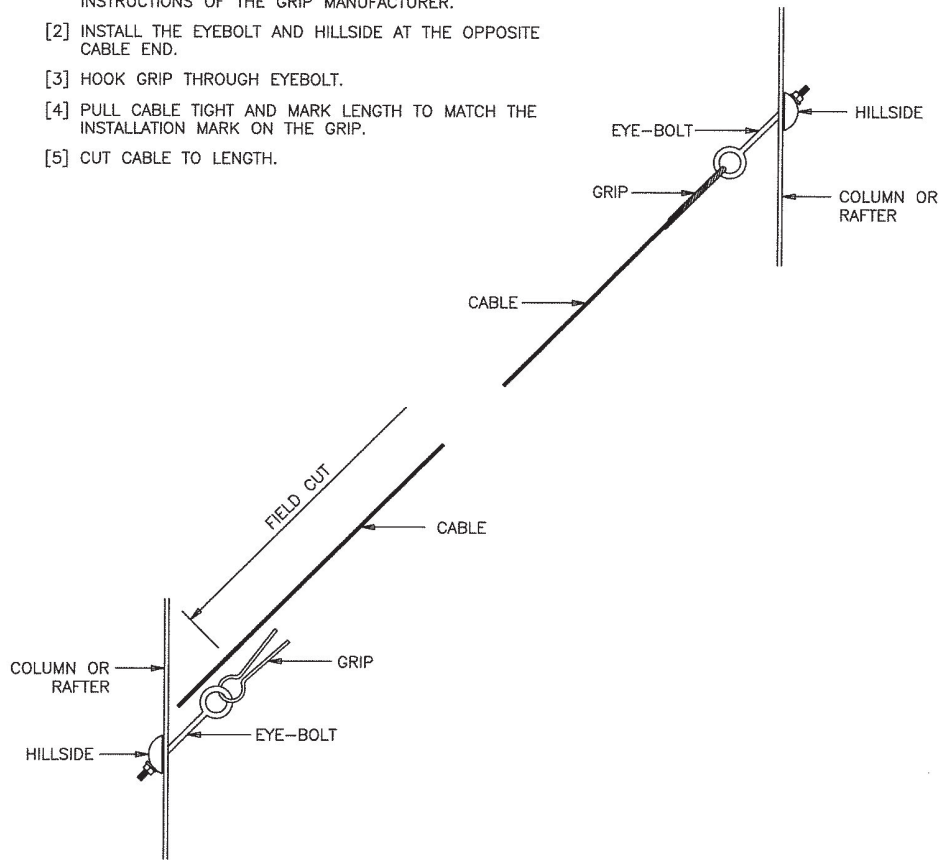 INSTRUCTIONS OF THE GRIP MANUFACTURER.
[2] INSTALL THE EYEBOLT AND HILLSIDE AT THE OPPOSITE
CABLE END.
[3] HOOK GRIP THROUGH EYEBOLT.
[4] PULL CABLE TIGHT AND MARK LENGTH TO MATCH THE
INSTALLATION MARK ON THE GRIP.
[5] CUT CABLE TO LENGTH.
HILLSIDE
EYE-BOLT
GRIP
COLUMN OR
RAFTER
CABLE
FIELD CUT
CABLE
GRIP
COLUMN OR
RAFTER
EYE-BOLT
HILLSIDE